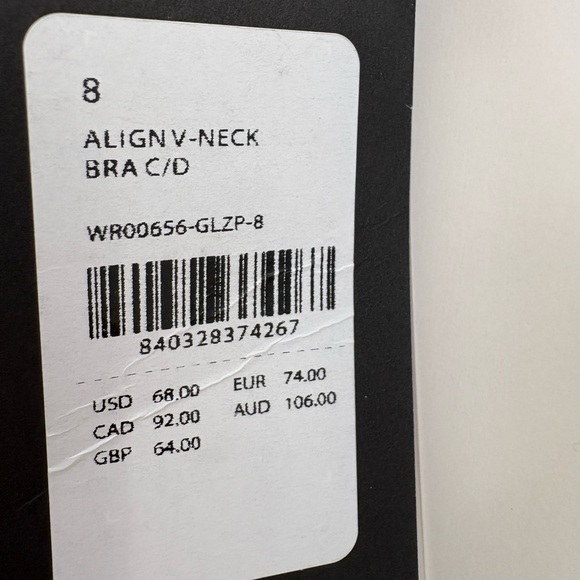 8
ALIGN V-NECK
BRA C/D
WR00656-GLZP-8
840328374267
USD 68.00 EUR 74.00
CAD 92.00 AUD 106.00
GBP 64.00